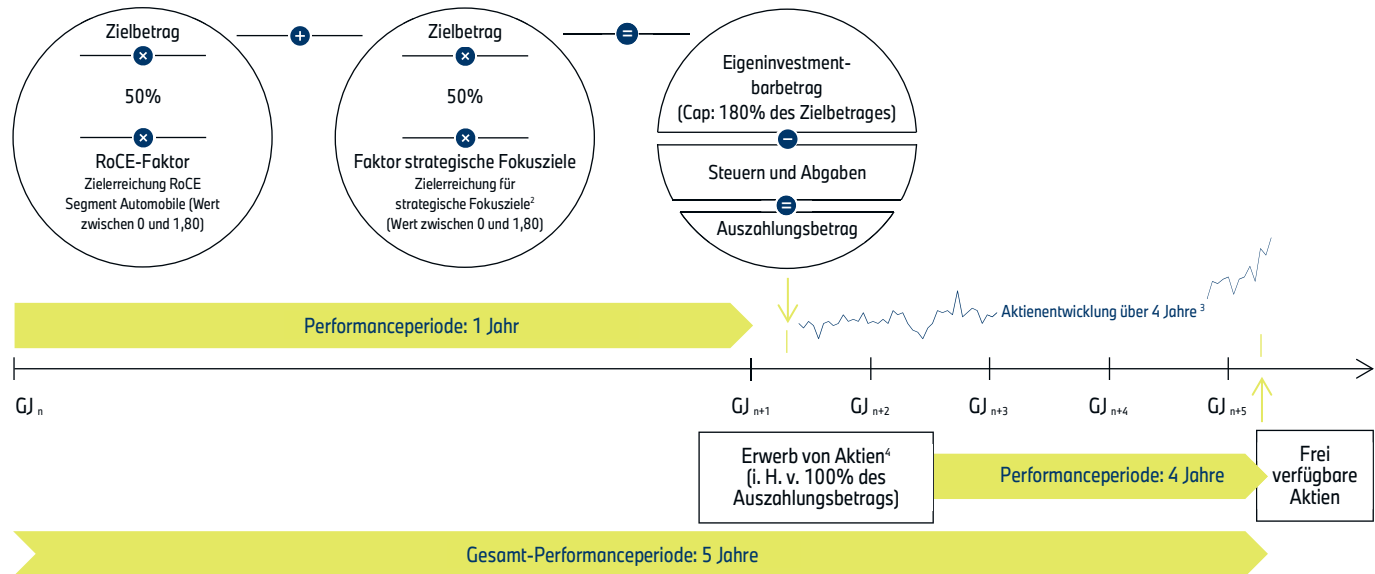 Zielbetrag
×
50%
×
RoCE-Faktor
Zielerreichung RoCE
Segment Automobile (Wert
zwischen 0 und 1,80)
+
Zielbetrag
×
50%
×
Faktor strategische Fokusziele
Zielerreichung für
strategische Fokusziele²
(Wert zwischen 0 und 1,80)
=
Eigeninvestment-
barbetrag
(Cap: 180% des Zielbetrages)
−
Steuern und Abgaben
=
Auszahlungsbetrag
Performanceperiode: 1 Jahr
Aktienentwicklung über 4 Jahre ³
GJ n
GJ n+1
GJ n+2
GJ n+3
GJ n+4
GJ n+5
Erwerb von Aktien⁴
(i. H. v. 100% des
Auszahlungsbetrags)
Performanceperiode: 4 Jahre
Frei
verfügbare
Aktien
Gesamt-Performanceperiode: 5 Jahre